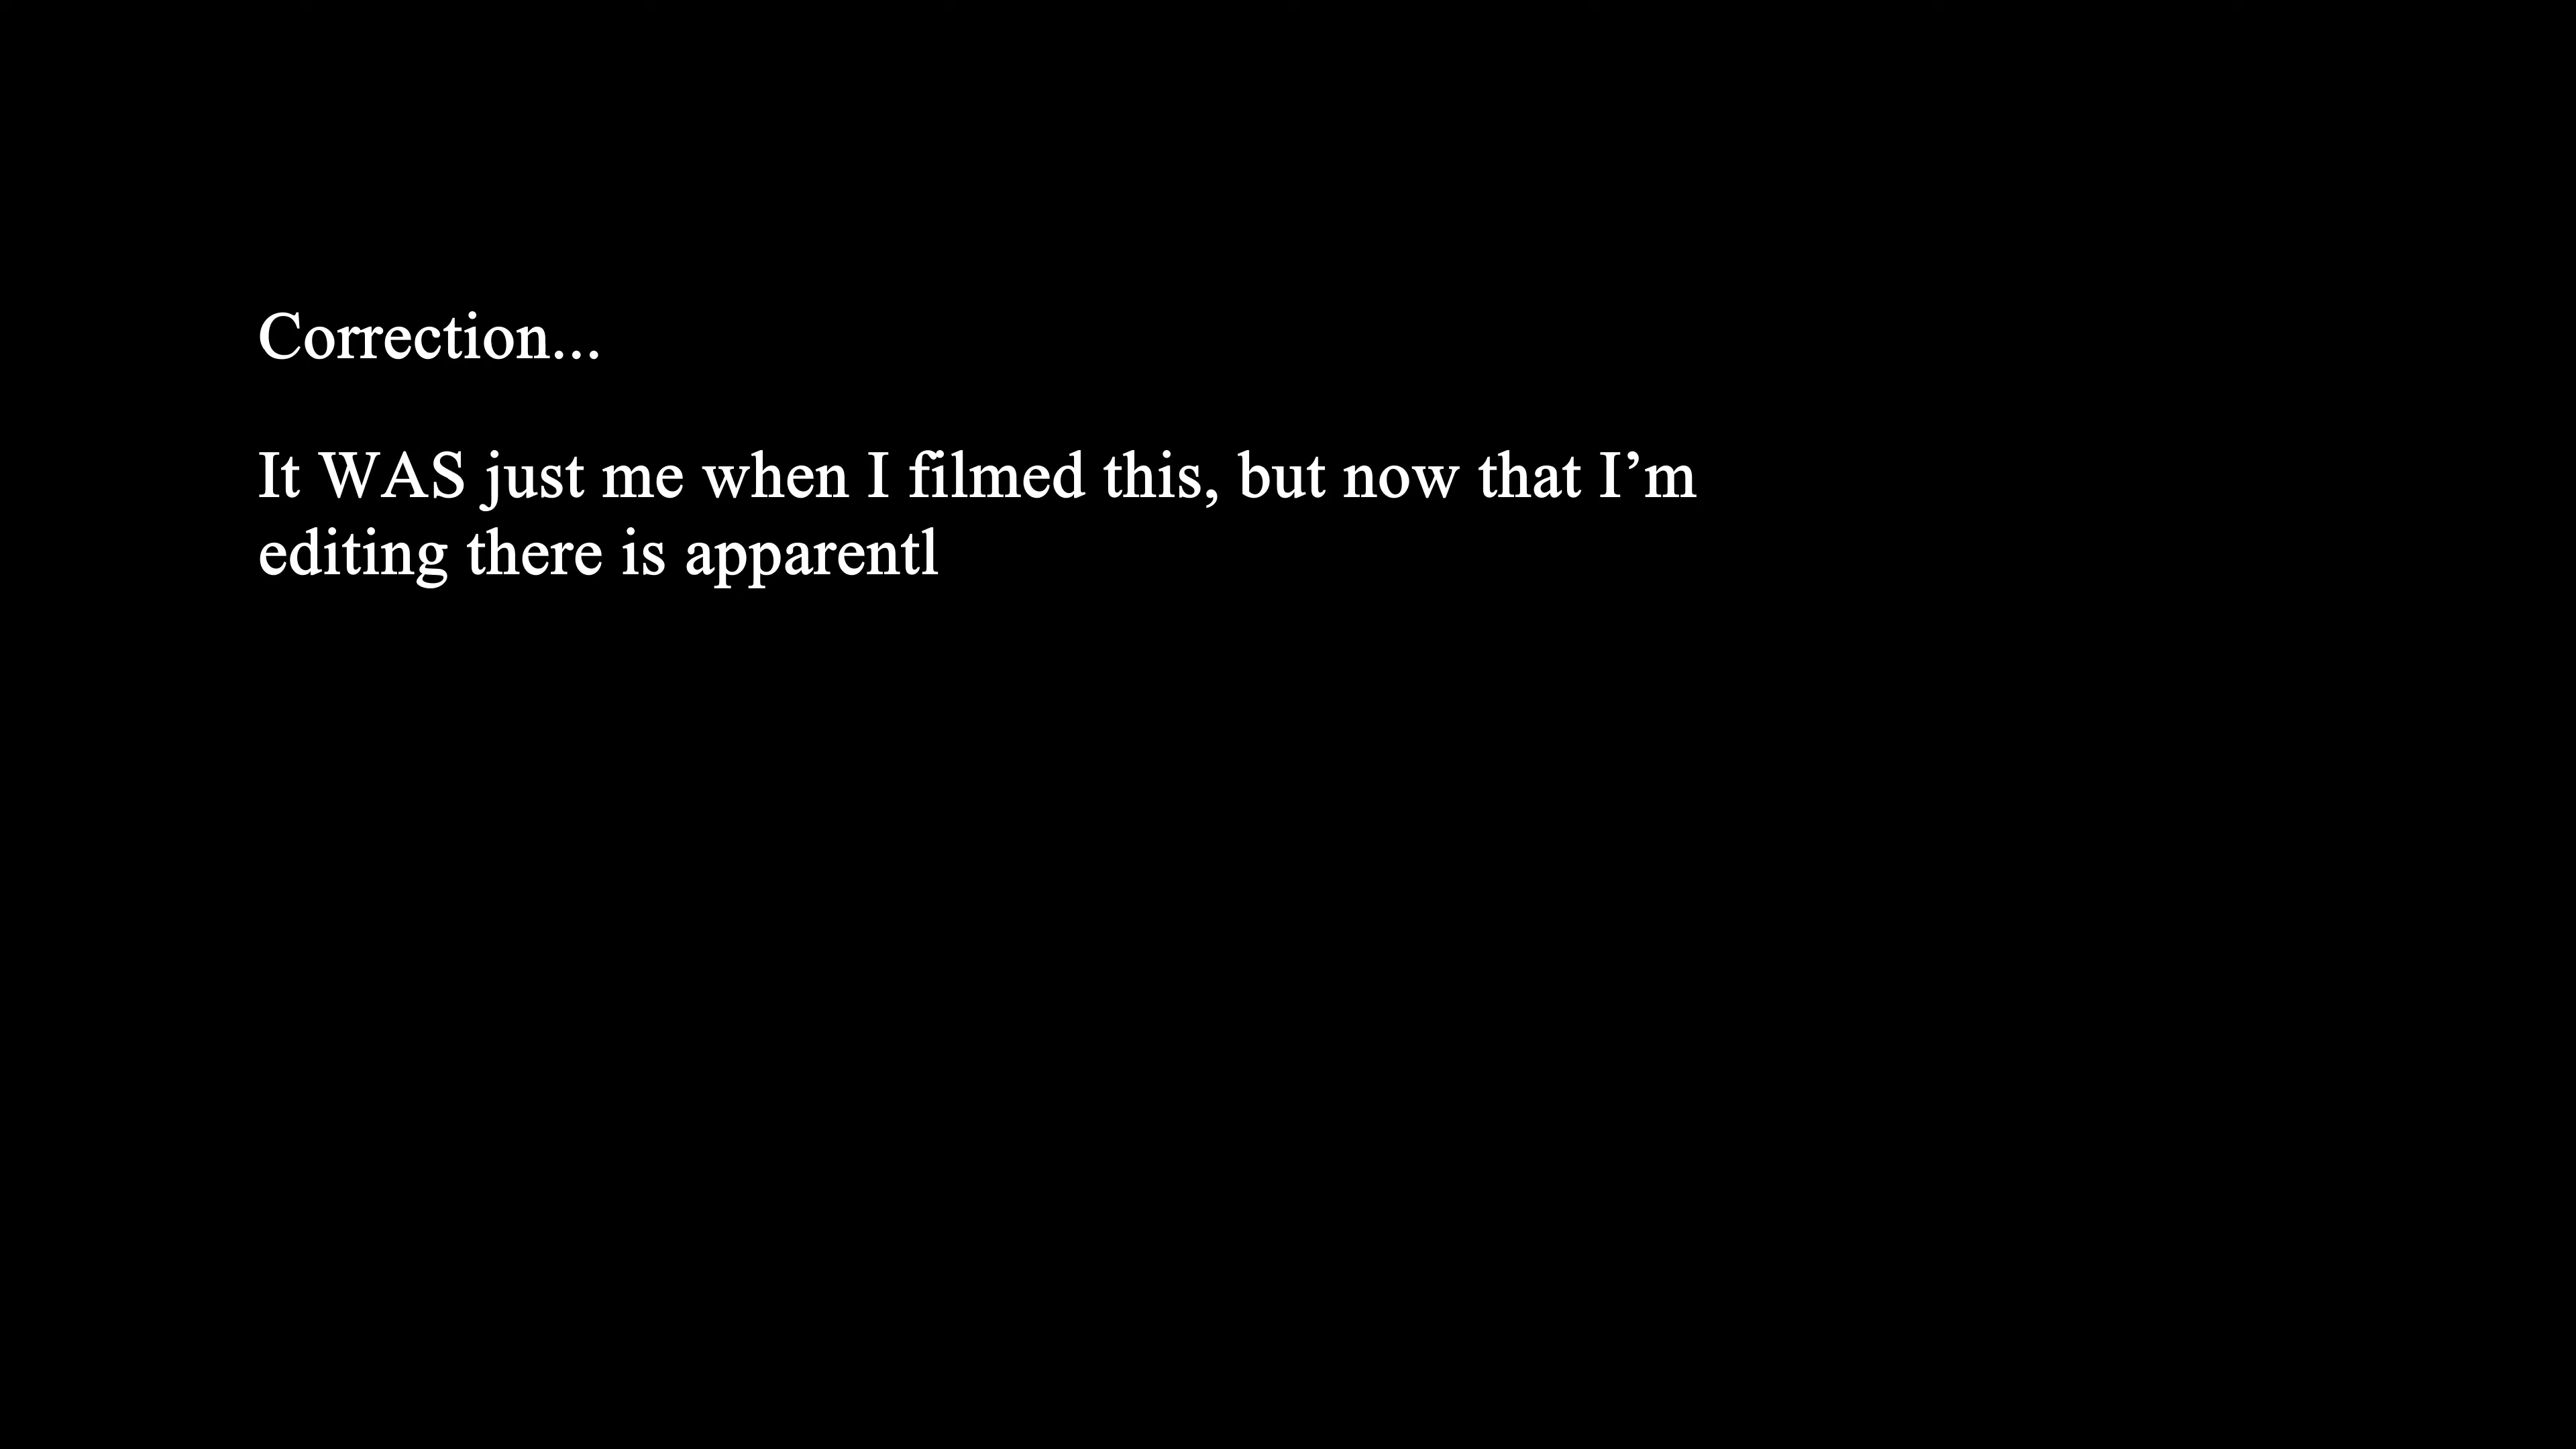 Correction...
It WAS just me when I filmed this, but now that I’m
editing there is apparentl